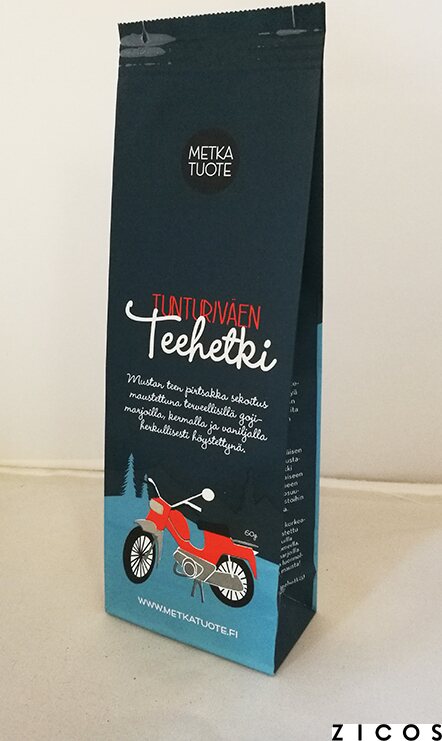 METKA
TUOTE
TUNTURIVÄEN
Teehetki
Mustan teen pirtsakka sekoitus
maustettuna terveellisillä goji-
marjoilla, kermalla ja vaniljalla
herkullisesti höystettynä.
60g
WWW.METKATUOTE.FI
ZICOS